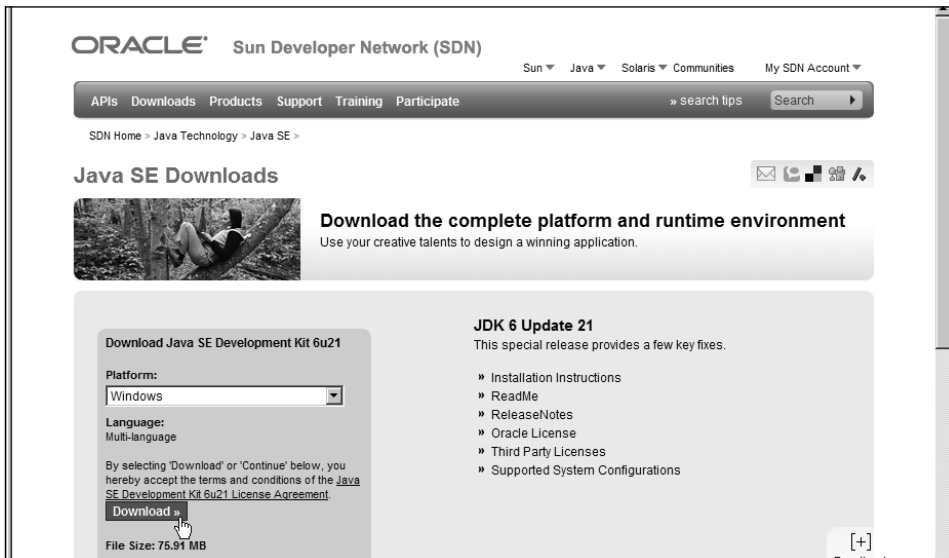 ORACLE Sun Developer Network (SDN)
Sun Java Solaris Communities My SDN Account
APIs Downloads Products Support Training Participate » search tips Search
SDN Home > Java Technology > Java SE >
Java SE Downloads
Download the complete platform and runtime environment
Use your creative talents to design a winning application.
Download Java SE Development Kit 6u21
Platform:
Windows
Language:
Multi-language
By selecting 'Download' or 'Continue' below, you
hereby accept the terms and conditions of the Java
SE Development Kit 6u21 License Agreement.
Download »
File Size: 75.91 MB
JDK 6 Update 21
This special release provides a few key fixes.
» Installation Instructions
» ReadMe
» ReleaseNotes
» Oracle License
» Third Party Licenses
» Supported System Configurations
[+]